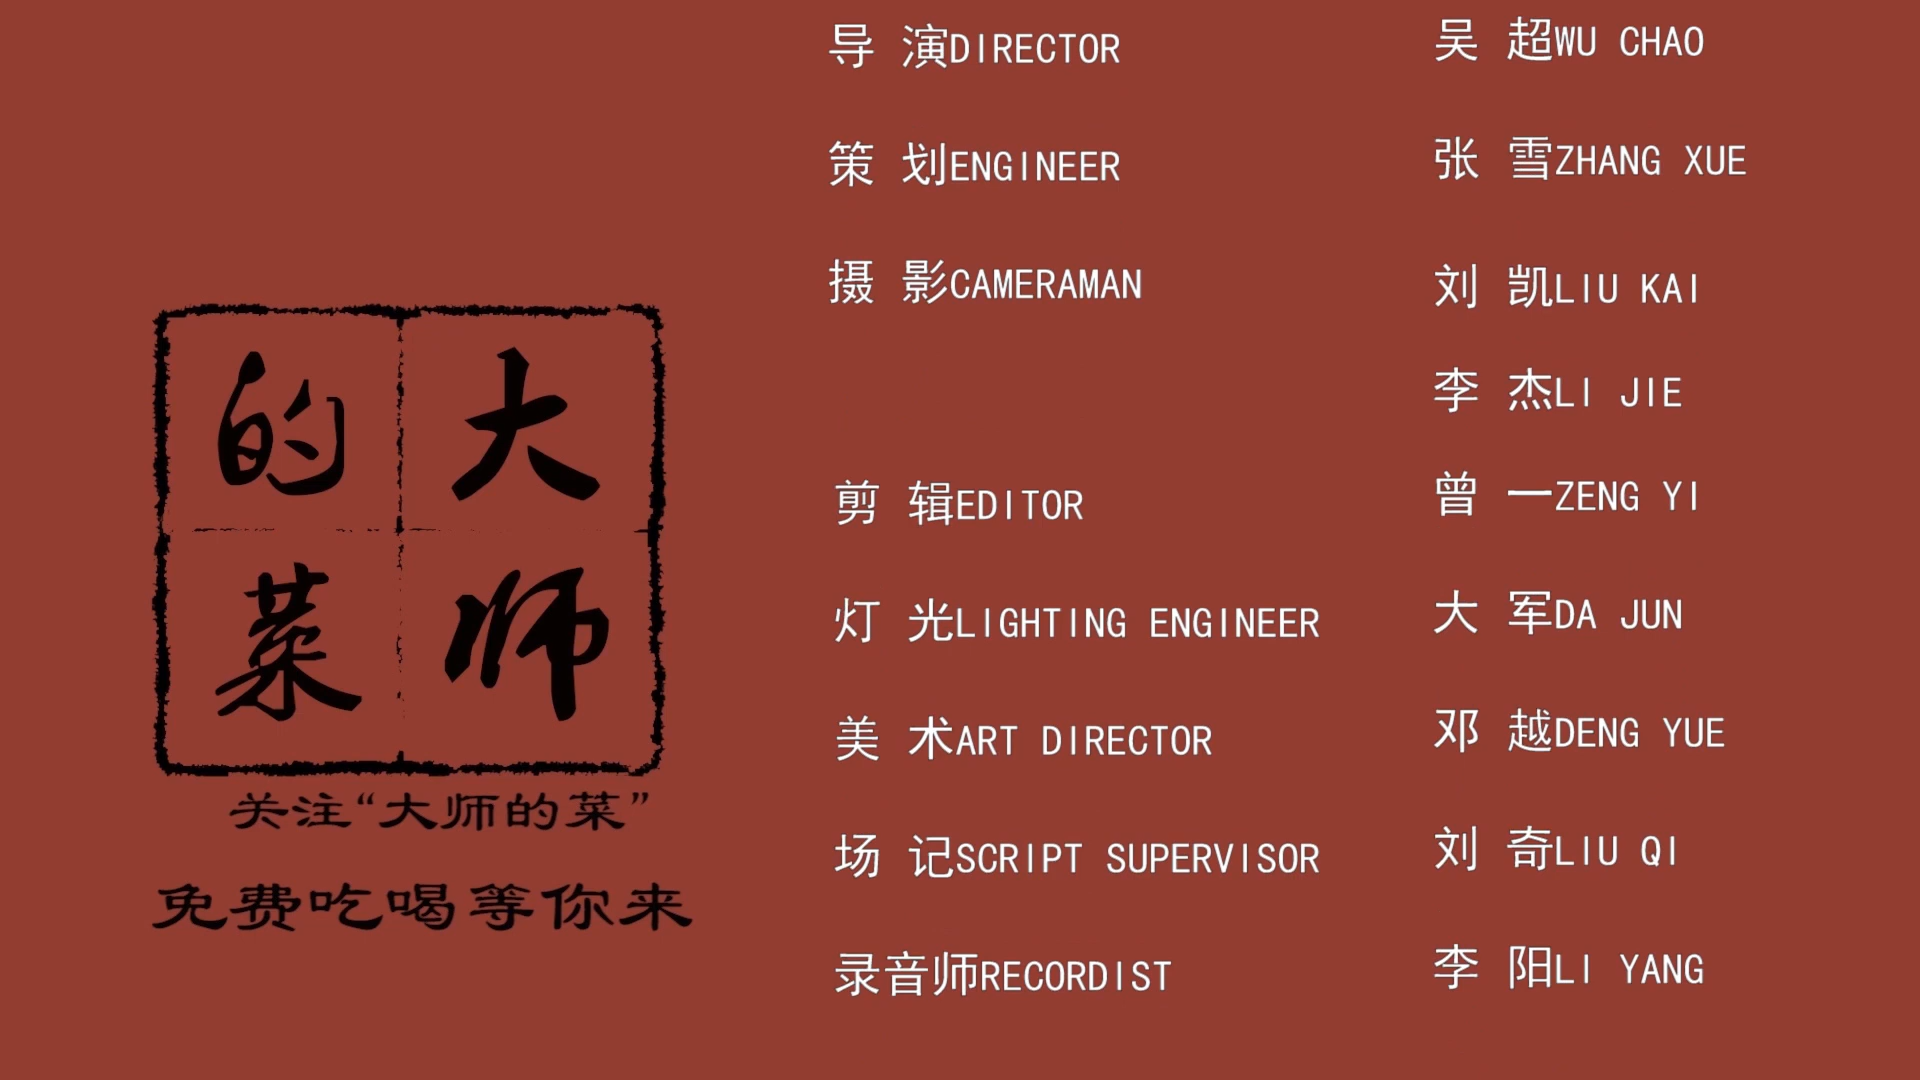 大师的菜
关注“大师的菜”
免费吃喝等你来
导 演DIRECTOR 吴 超WU CHAO
策 划ENGINEER 张 雪ZHANG XUE
摄 影CAMERAMAN 刘 凯LIU KAI
李 杰LI JIE
剪 辑EDITOR 曾 一ZENG YI
灯 光LIGHTING ENGINEER 大 军DA JUN
美 术ART DIRECTOR 邓 越DENG YUE
场 记SCRIPT SUPERVISOR 刘 奇LIU QI
录音师RECORDIST 李 阳LI YANG